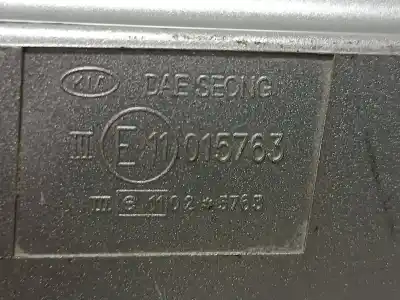 KIA DAE SEONG
III E 11 015763
III e 11 02*5763